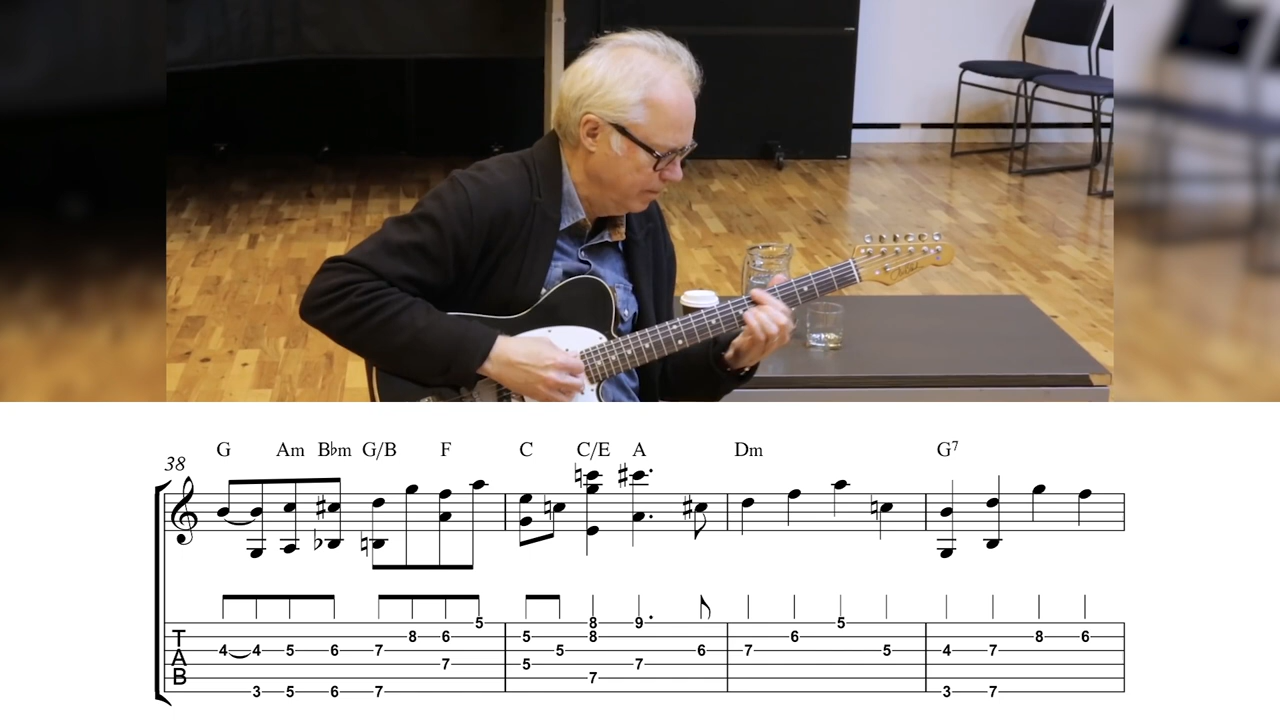 G Am B♭m G/B F C C/E A Dm G7
38
5 5 8 9 5
8 6 5 8 6 8 6
4 4 5 6 7 5 6 7 5 4 7
T
A
B
7 5 7
7
3 5 6 7 3 7